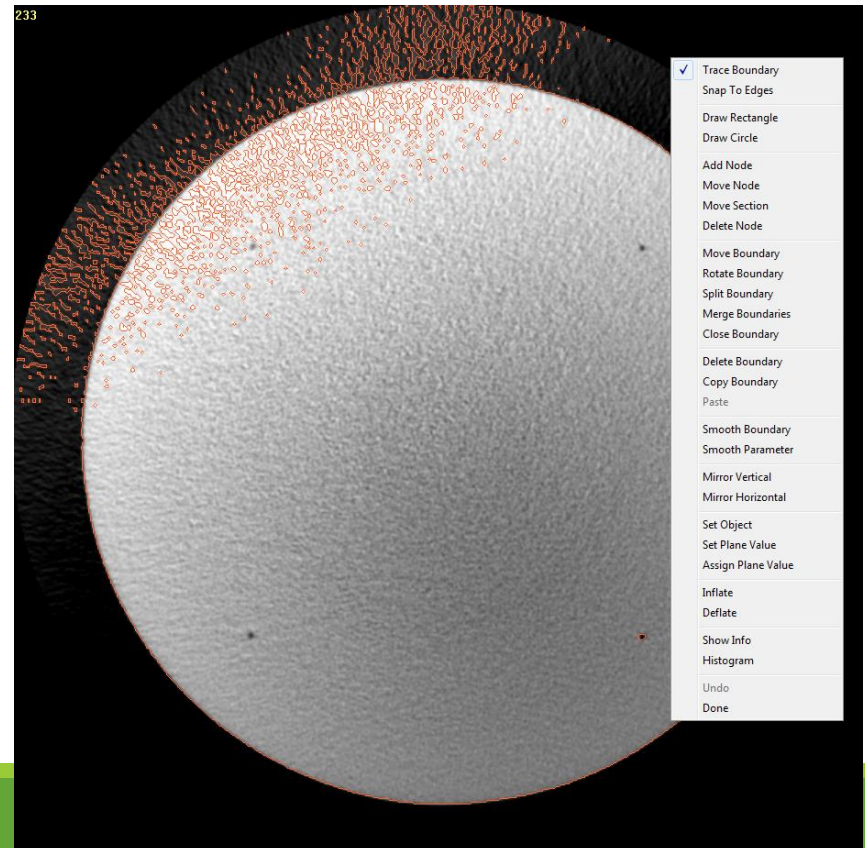 233
Trace Boundary
Snap To Edges
Draw Rectangle
Draw Circle
Add Node
Move Node
Move Section
Delete Node
Move Boundary
Rotate Boundary
Split Boundary
Merge Boundaries
Close Boundary
Delete Boundary
Copy Boundary
Paste
Smooth Boundary
Smooth Parameter
Mirror Vertical
Mirror Horizontal
Set Object
Set Plane Value
Assign Plane Value
Inflate
Deflate
Show Info
Histogram
Undo
Done